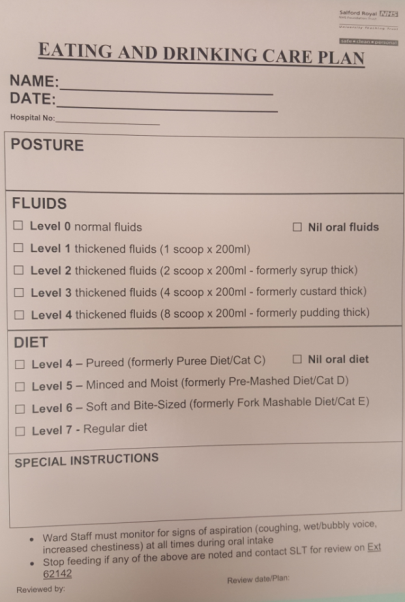 Salford Royal NHS
EATING AND DRINKING CARE PLAN
NAME:
DATE:
Hospital No:
POSTURE
FLUIDS
Level 0 normal fluids
Nil oral fluids
Level 1 thickened fluids (1 scoop x 200ml)
Level 2 thickened fluids (2 scoop x 200ml - formerly syrup thick)
Level 3 thickened fluids (4 scoop x 200ml - formerly custard thick)
Level 4 thickened fluids (8 scoop x 200ml - formerly pudding thick)
DIET
Level 4 – Pureed (formerly Puree Diet/Cat C)
Nil oral diet
Level 5 – Minced and Moist (formerly Pre-Mashed Diet/Cat D)
Level 6 – Soft and Bite-Sized (formerly Fork Mashable Diet/Cat E)
Level 7 - Regular diet
SPECIAL INSTRUCTIONS
• Ward Staff must monitor for signs of aspiration (coughing, wet/bubbly voice,
increased chestiness) at all times during oral intake
• Stop feeding if any of the above are noted and contact SLT for review on Ext
62142
Reviewed by:
Review date/Plan: